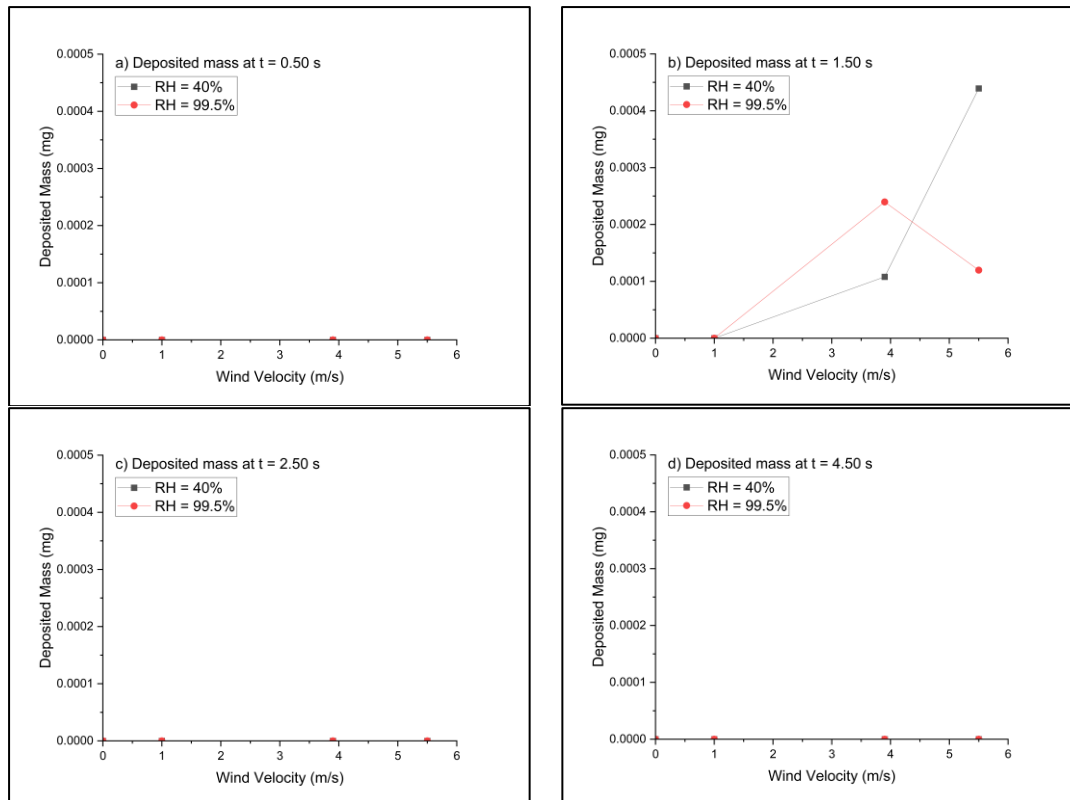 a) Deposited mass at t = 0.50 s
RH = 40%
RH = 99.5%
Deposited Mass (mg)
0.0005
0.0004
0.0003
0.0002
0.0001
0.0000
0 1 2 3 4 5 6
Wind Velocity (m/s)
b) Deposited mass at t = 1.50 s
RH = 40%
RH = 99.5%
Deposited Mass (mg)
0.0005
0.0004
0.0003
0.0002
0.0001
0.0000
0 1 2 3 4 5 6
Wind Velocity (m/s)
c) Deposited mass at t = 2.50 s
RH = 40%
RH = 99.5%
Deposited Mass (mg)
0.0005
0.0004
0.0003
0.0002
0.0001
0.0000
0 1 2 3 4 5 6
Wind Velocity (m/s)
d) Deposited mass at t = 4.50 s
RH = 40%
RH = 99.5%
Deposited Mass (mg)
0.0005
0.0004
0.0003
0.0002
0.0001
0.0000
0 1 2 3 4 5 6
Wind Velocity (m/s)